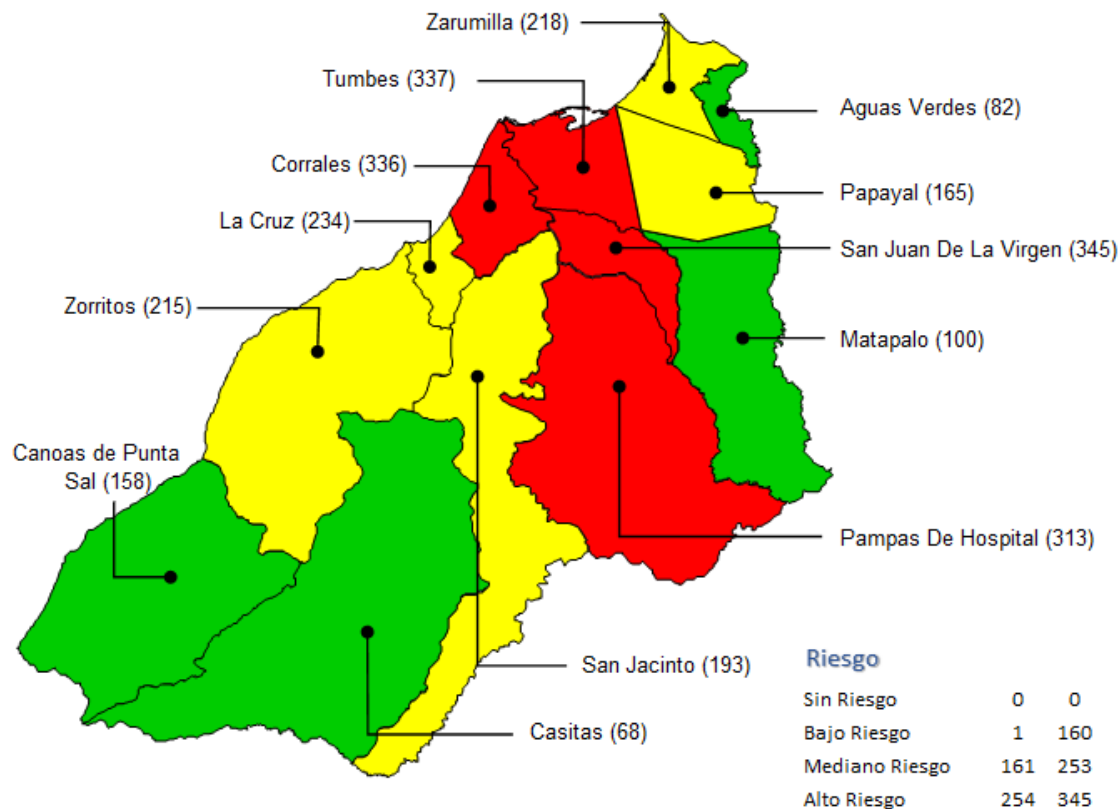 Zarumilla (218)
Tumbes (337)
Aguas Verdes (82)
Corrales (336)
Papayal (165)
La Cruz (234)
San Juan De La Virgen (345)
Zorritos (215)
Matapalo (100)
Canoas de Punta
Sal (158)
Pampas De Hospital (313)
San Jacinto (193)
Casitas (68)
Riesgo
Sin Riesgo 0 0
Bajo Riesgo 1 160
Mediano Riesgo 161 253
Alto Riesgo 254 345